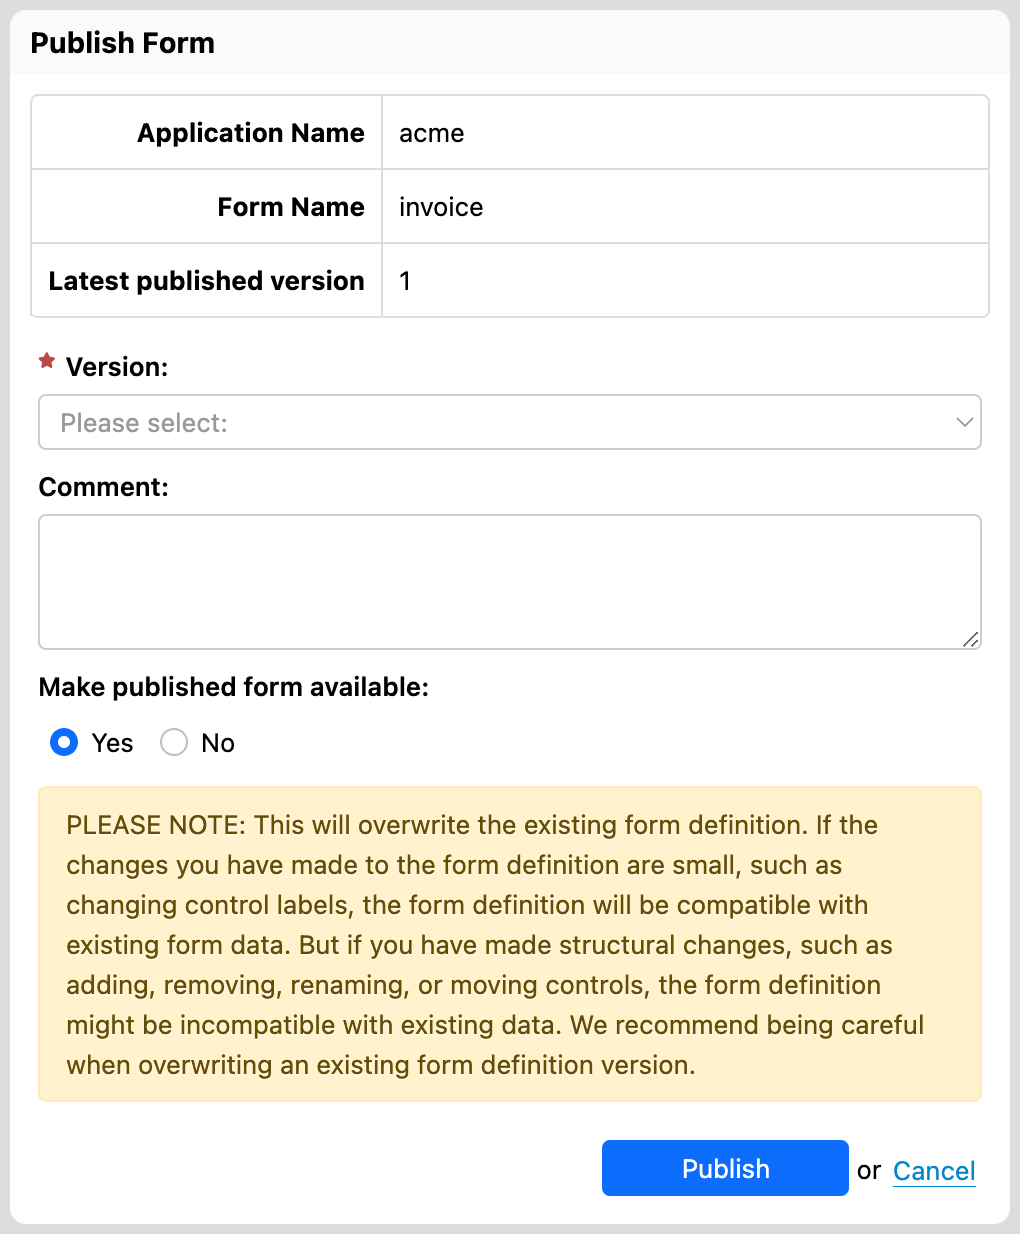 Publish Form
Application Name acme
Form Name invoice
Latest published version 1
Version:
Please select:
Comment:
Make published form available:
Yes No
PLEASE NOTE: This will overwrite the existing form definition. If the
changes you have made to the form definition are small, such as
changing control labels, the form definition will be compatible with
existing form data. But if you have made structural changes, such as
adding, removing, renaming, or moving controls, the form definition
might be incompatible with existing data. We recommend being careful
when overwriting an existing form definition version.
Publish or Cancel